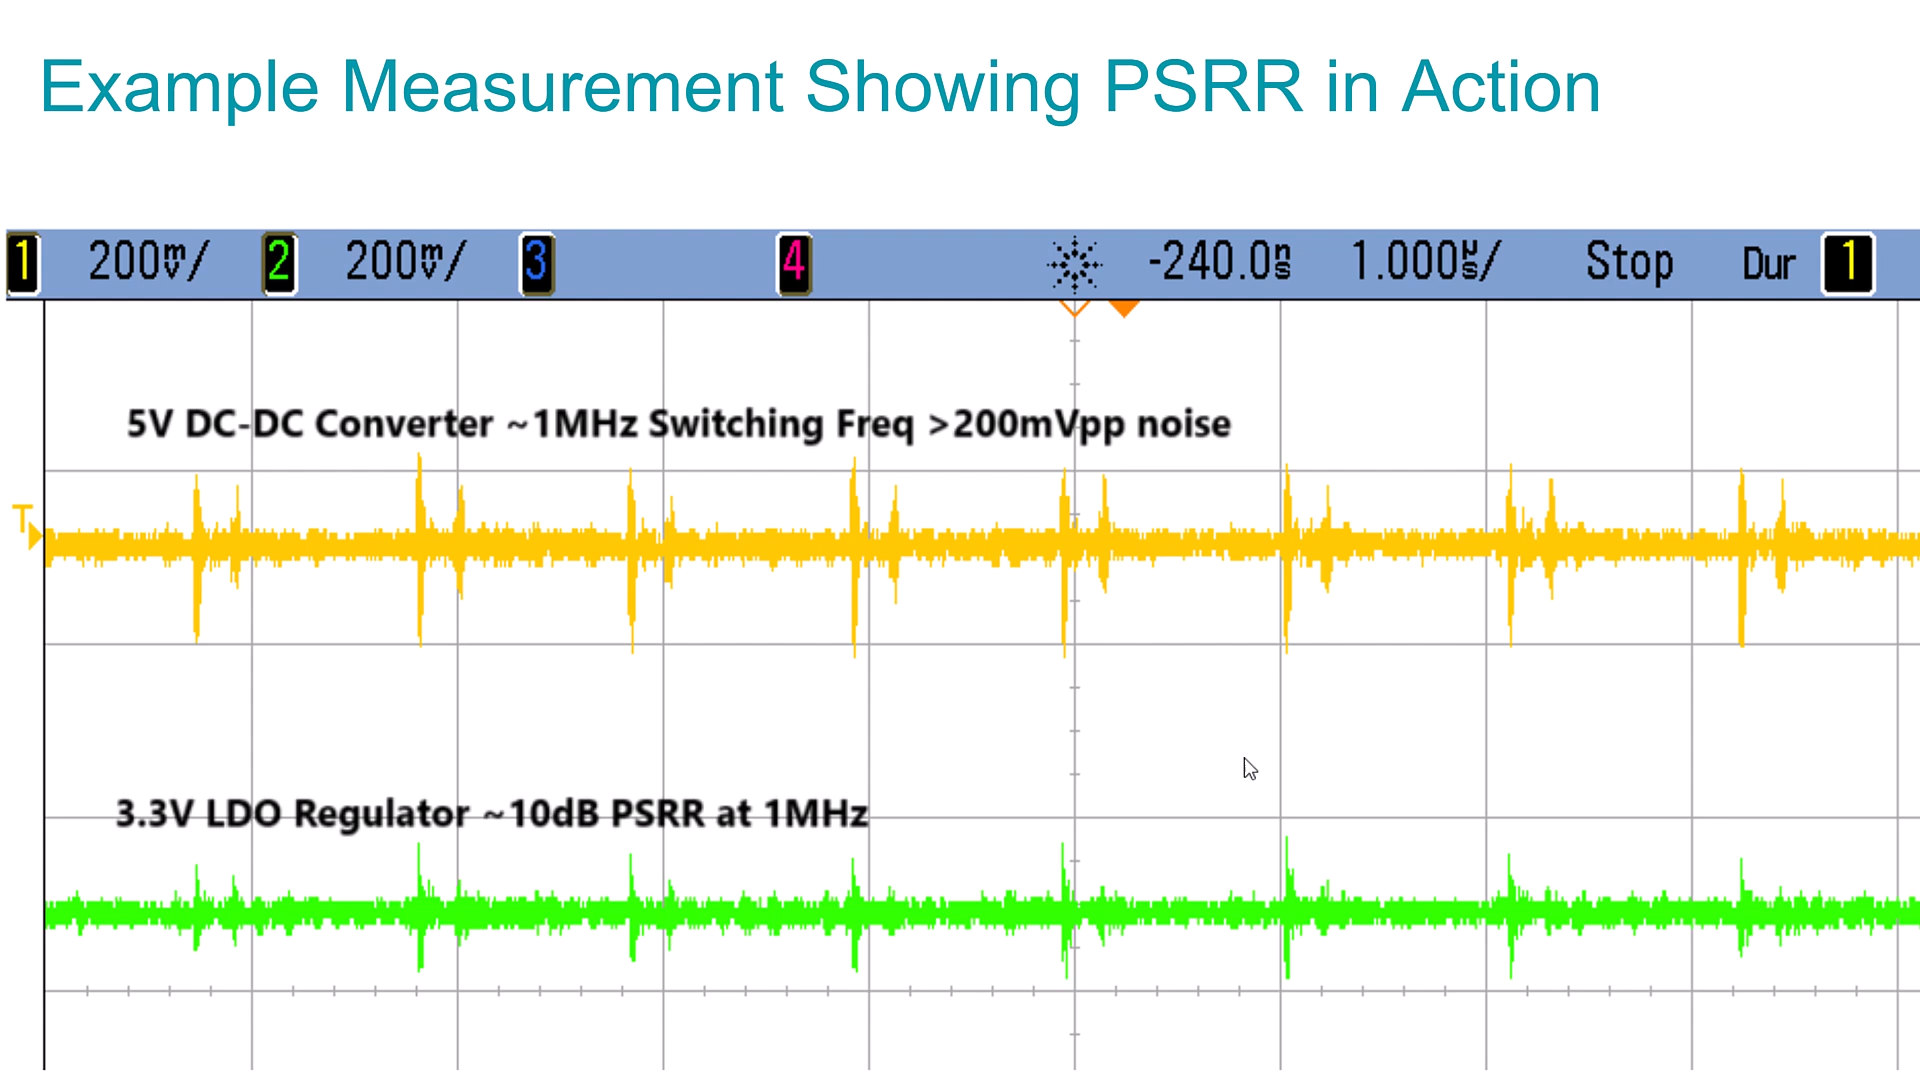 Example Measurement Showing PSRR in Action
1 200mV/ 2 200mV/ 3 4 -240.0ns 1.000µs/ Stop Dur 1
5V DC-DC Converter ~1MHz Switching Freq >200mVpp noise
T
3.3V LDO Regulator ~10dB PSRR at 1MHz